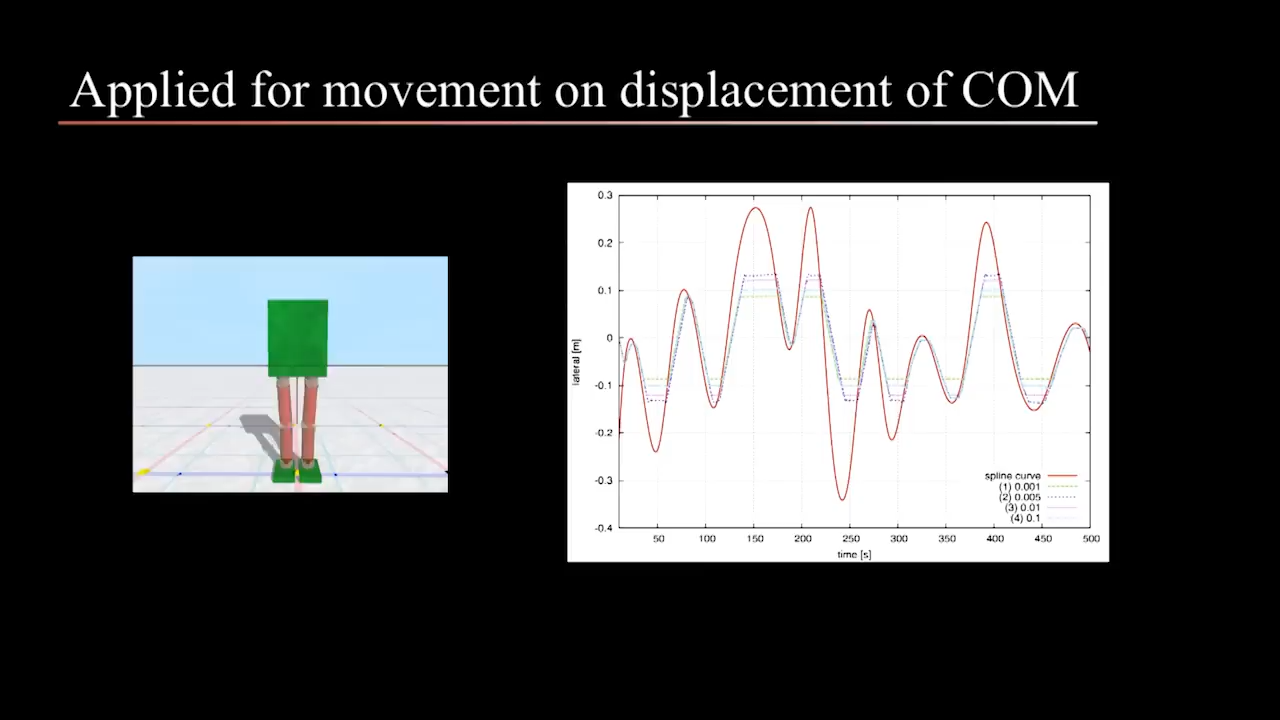 Applied for movement on displacement of COM
0.3
0.2
0.1
0
-0.1
-0.2
-0.3
-0.4
lateral [m]
spline curve
(1) 0.001
(2) 0.005
(3) 0.01
(4) 0.1
50 100 150 200 250 300 350 400 450 500
time [s]